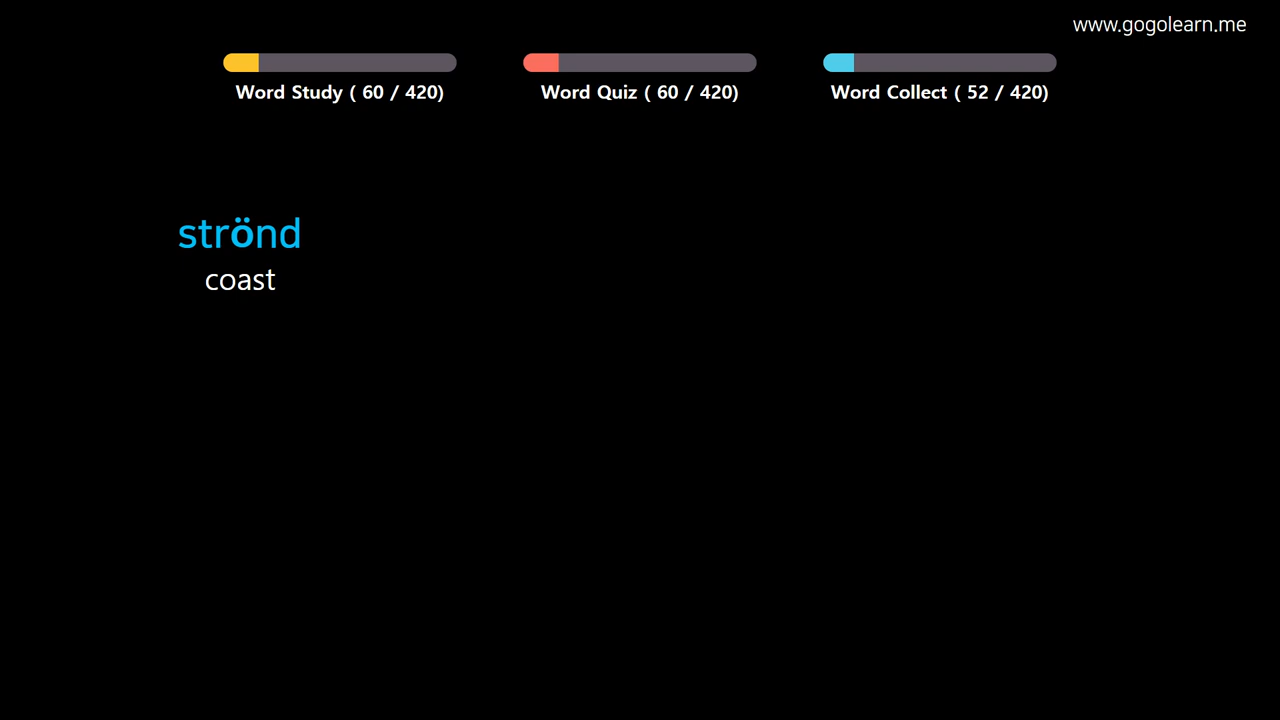 www.gogolearn.me
Word Study ( 60 / 420)
Word Quiz ( 60 / 420)
Word Collect ( 52 / 420)
strönd
coast